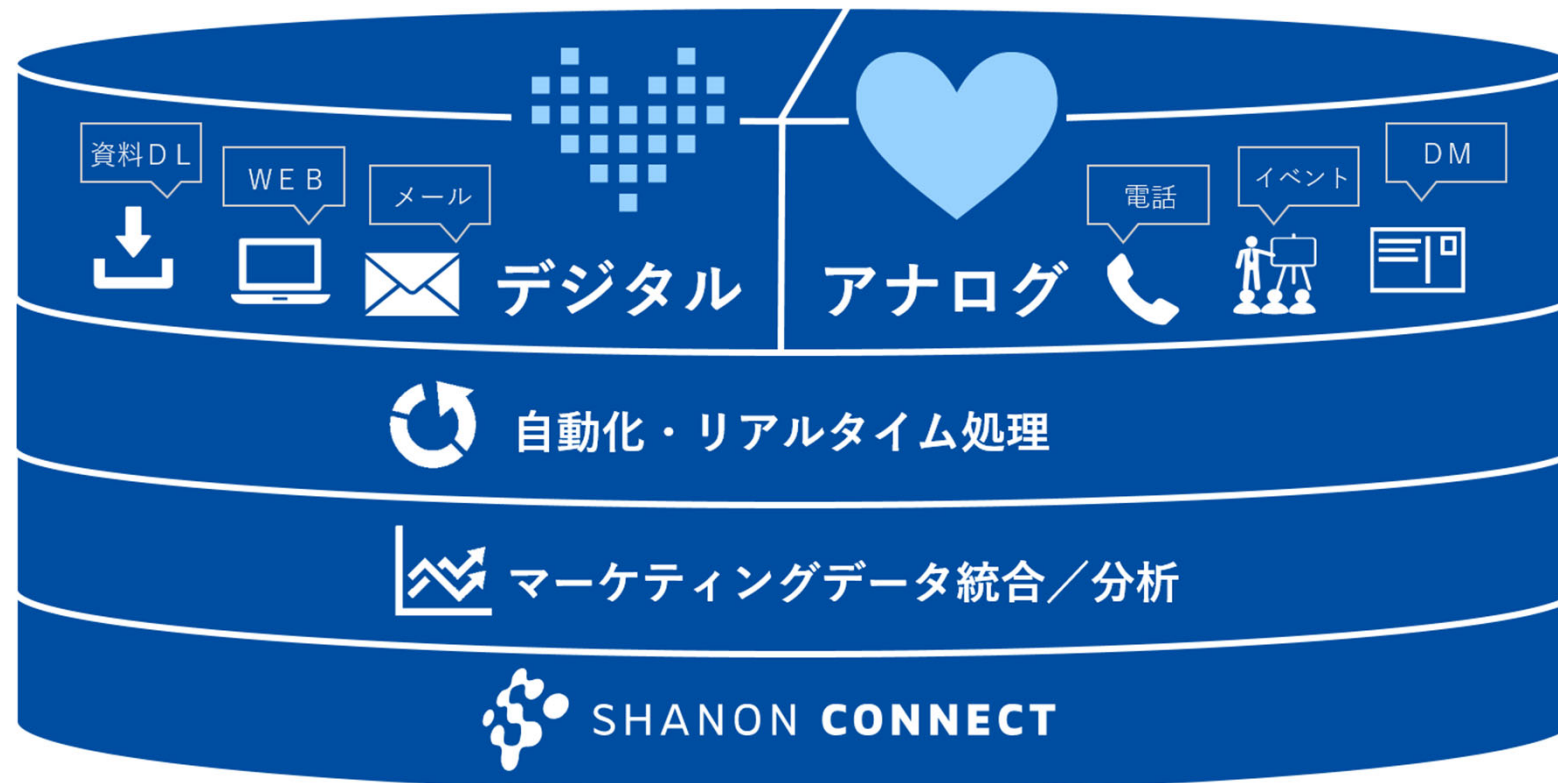 資料ＤＬ
ＷＥＢ
メール
デジタル
アナログ
電話
イベント
ＤＭ
自動化・リアルタイム処理
マーケティングデータ統合／分析
SHANON CONNECT